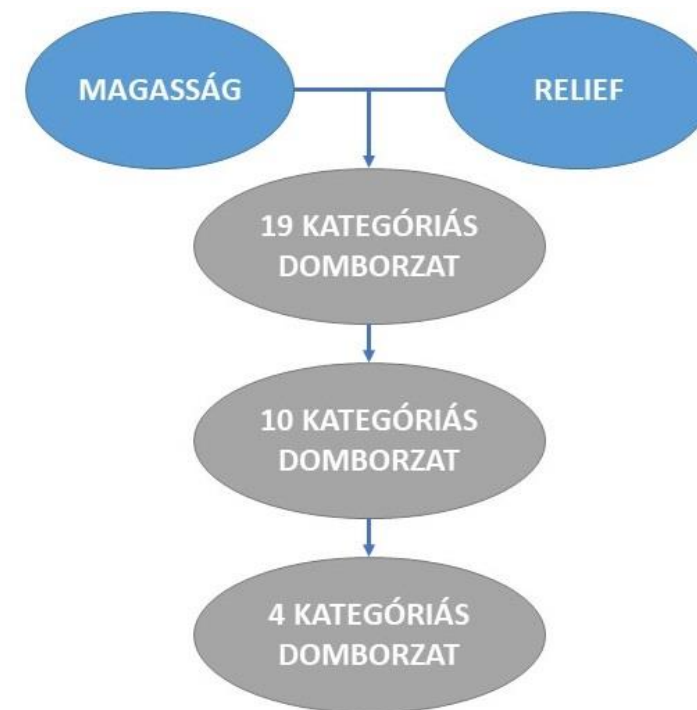 MAGASSÁG
RELIEF
19 KATEGÓRIÁS
DOMBORZAT
10 KATEGÓRIÁS
DOMBORZAT
4 KATEGÓRIÁS
DOMBORZAT